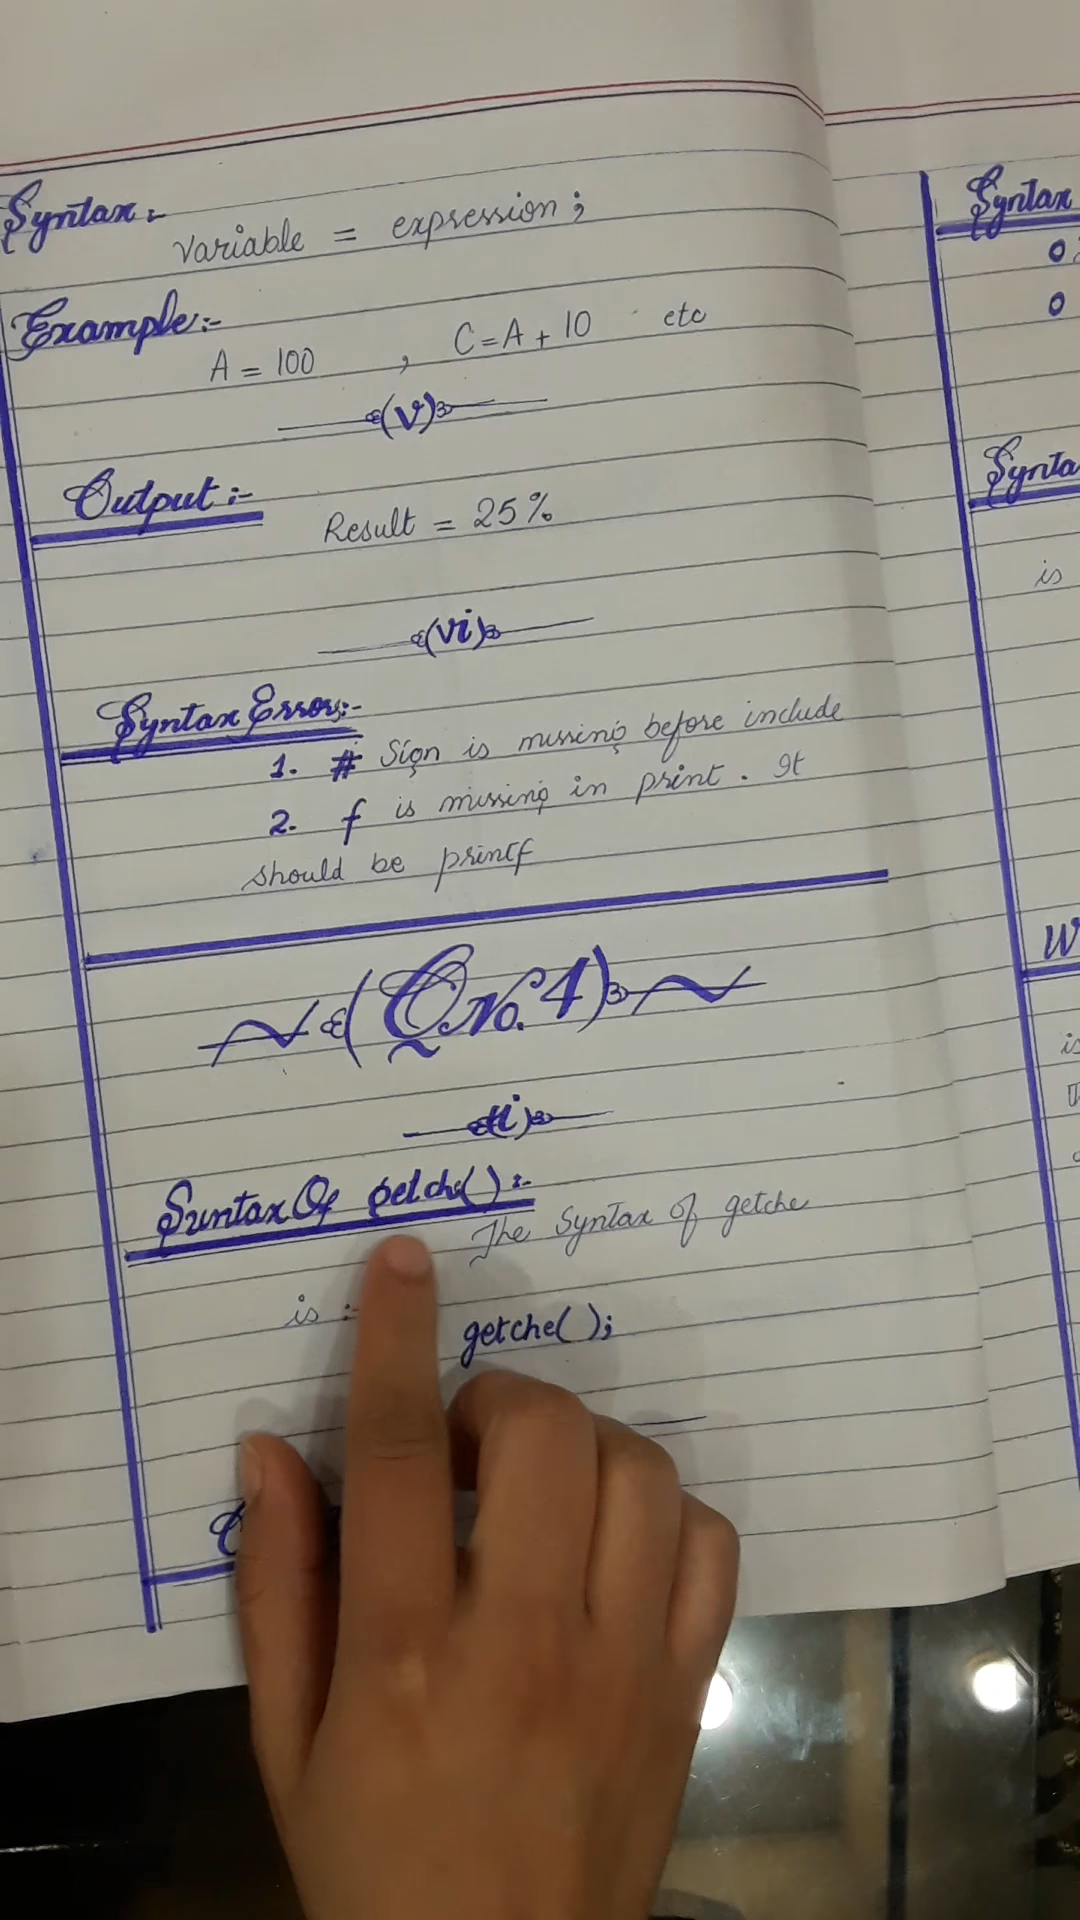 Syntax:-
variable = expression;
Example:-
A = 100 , C = A + 10 etc
(v)
Output:-
Result = 25%
(vi)
Syntax Error:-
1. # Sign is missing before include
2. f is missing in print. It
should be printf
(Q No. 4)
(i)
Syntax Of getche():-
The Syntax of getche
is :-
getche( );
Syntax
Synta
is
W
is